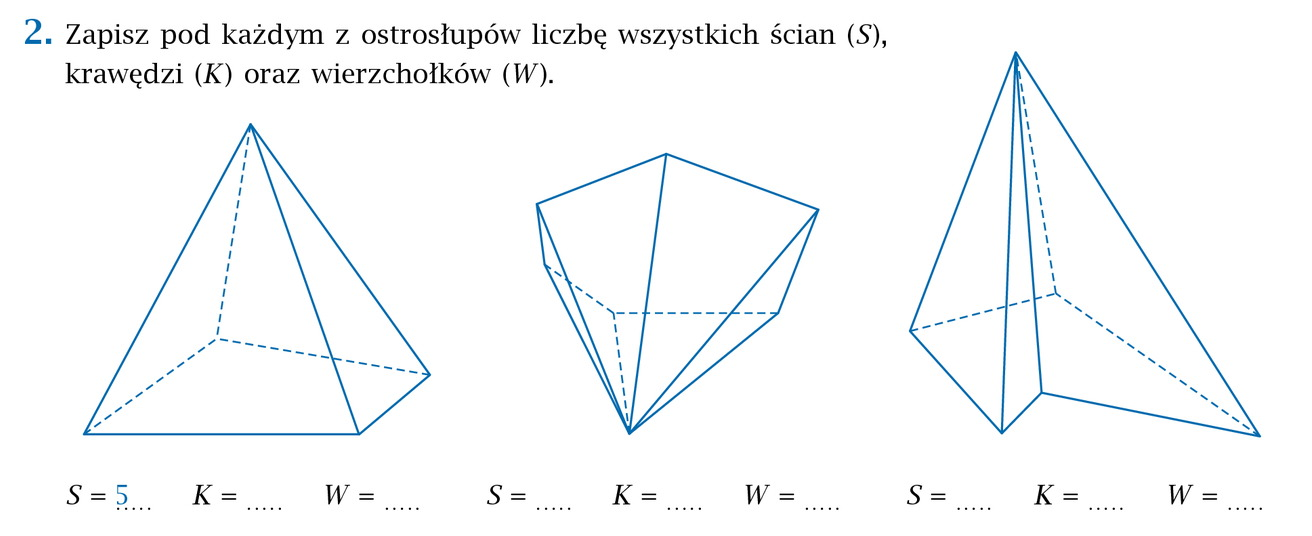 2. Zapisz pod każdym z ostrosłupów liczbę wszystkich ścian (S),
krawędzi (K) oraz wierzchołków (W).
S = 5..... K = ..... W = ..... S = ..... K = ..... W = ..... S = ..... K = ..... W = .....